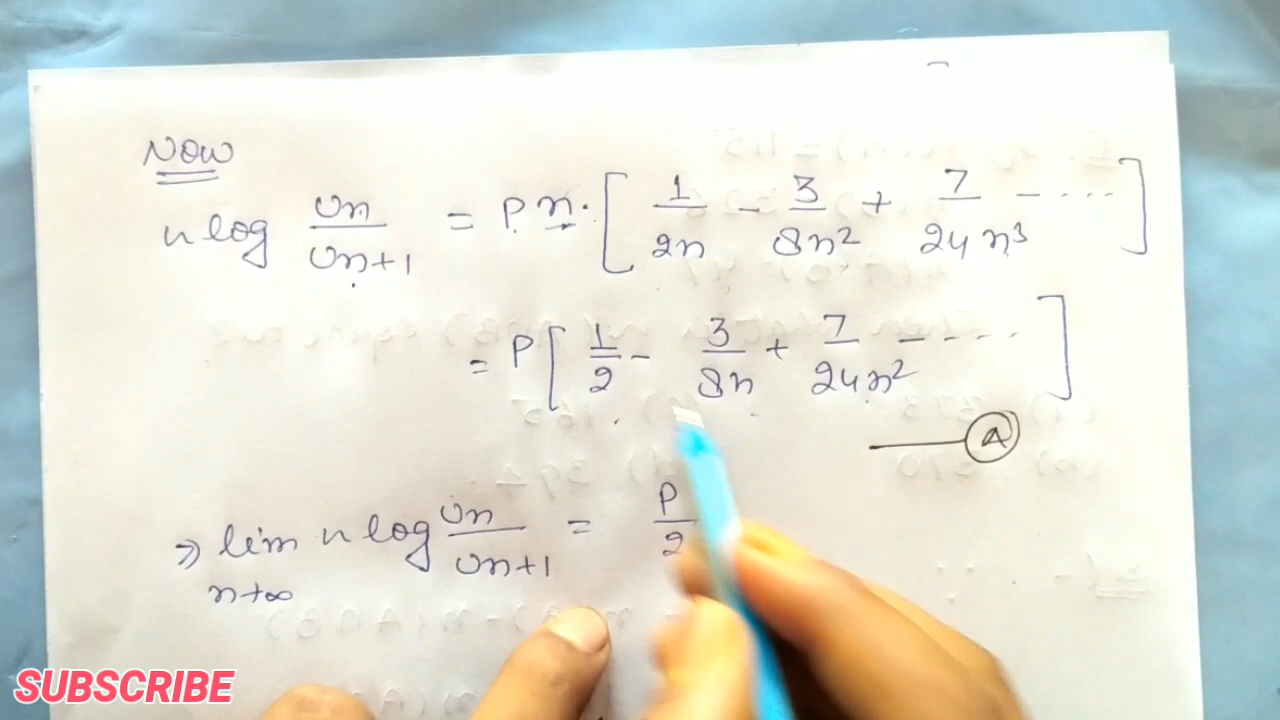 Now
n log Un/Un+1 = P n · [ 1/2n - 3/8n² + 7/24n³ - ---- ]
= P [ 1/2 - 3/8n + 7/24n² - ---- ]
A
⇒ lim n→∞ n log Un/Un+1 = P/2
SUBSCRIBE